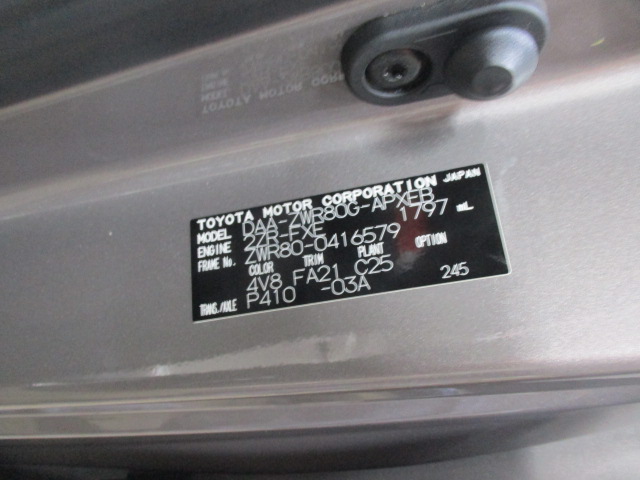 TOYOTA MOTOR CORPORATION JAPAN
MODEL DAA-ZWR80G-APXEB
ENGINE 2ZR-FXE 1797 mL
FRAME No. ZWR80-0416579
COLOR TRIM PLANT OPTION
4V8 FA21 C25 245
TRANS./AXLE P410 -03A